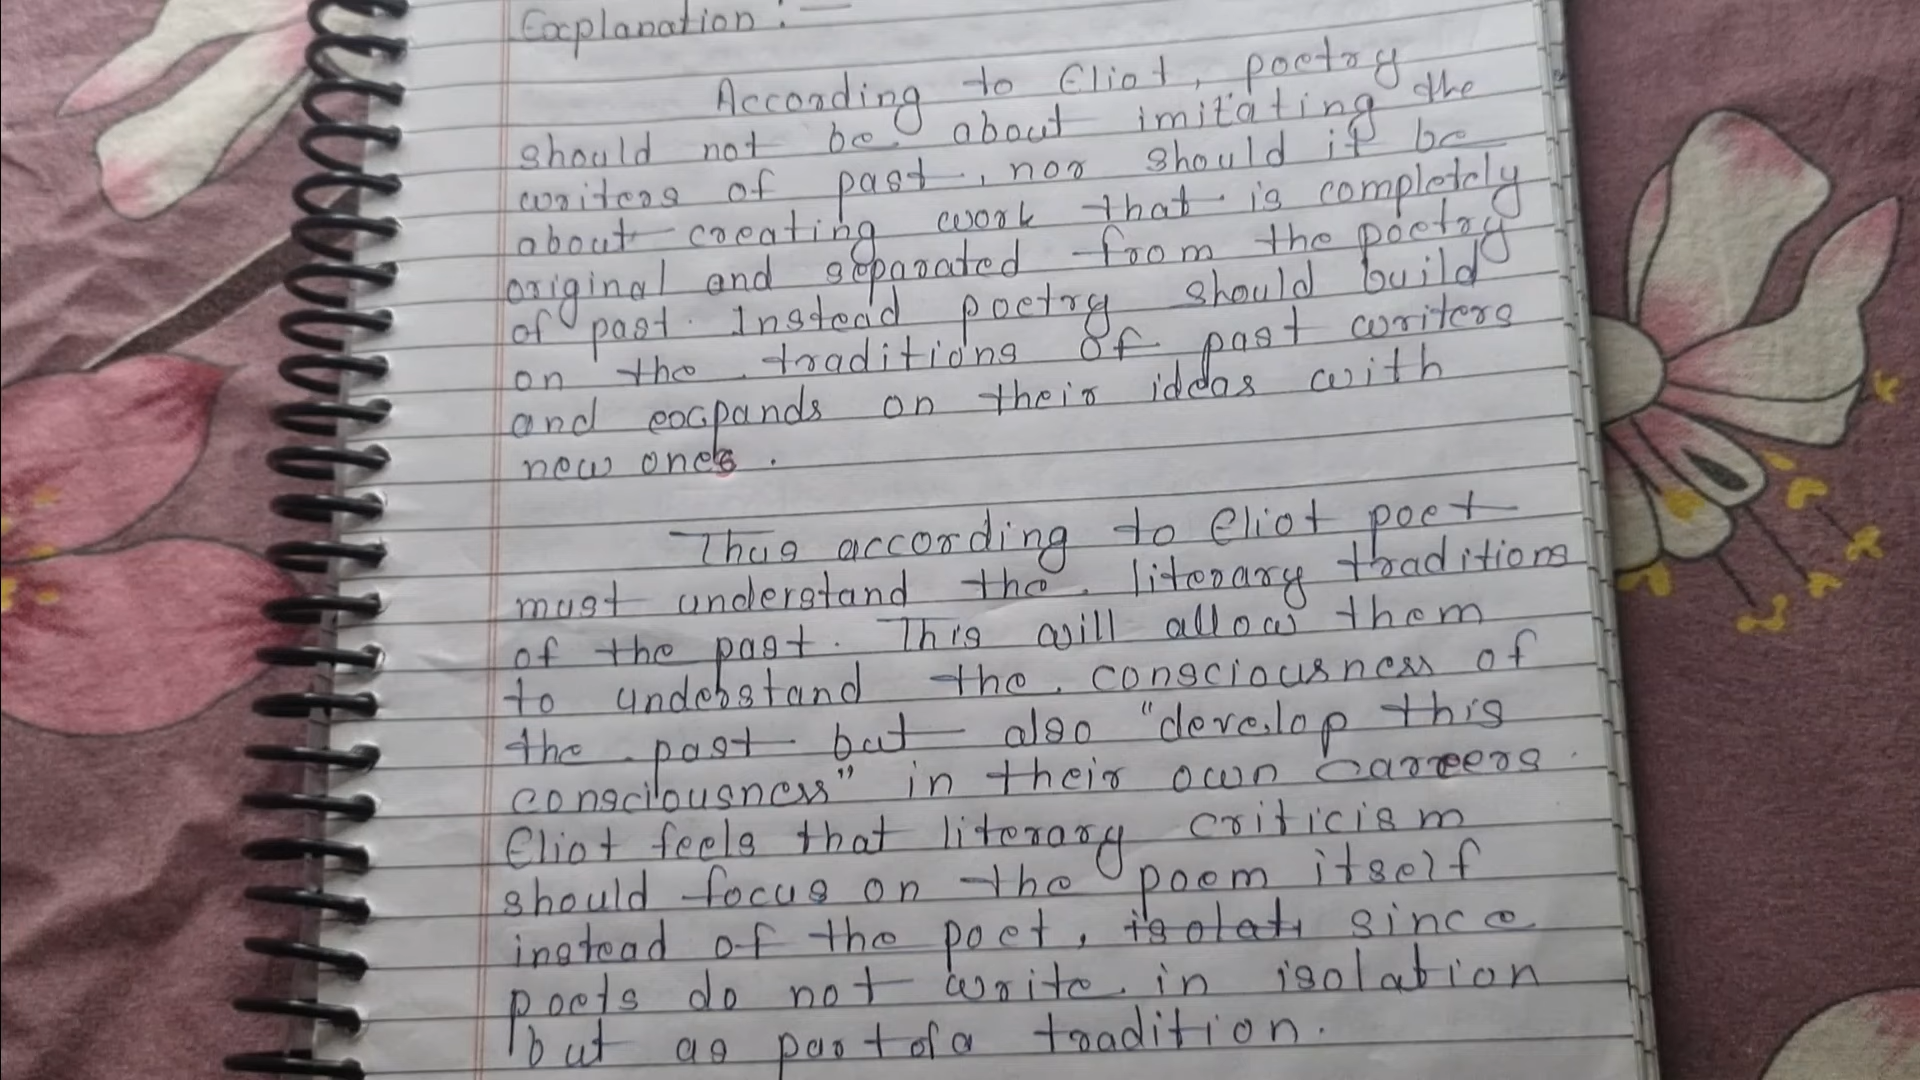 Explanation :-
According to Eliot, poetry
should not be about imitating the
writers of past, nor should it be
about creating work that is completely
original and separated from the poetry
of past. Instead poetry should build
on the traditions of past writers
and expands on their ideas with
new ones.
Thus according to Eliot poet
must understand the literary traditions
of the past. This will allow them
to understand the consciousness of
the past but also "develop this
consciousness" in their own careers.
Eliot feels that literary criticism
should focus on the poem itself
instead of the poet, isolati since
poets do not write in isolation
but as part of a tradition.